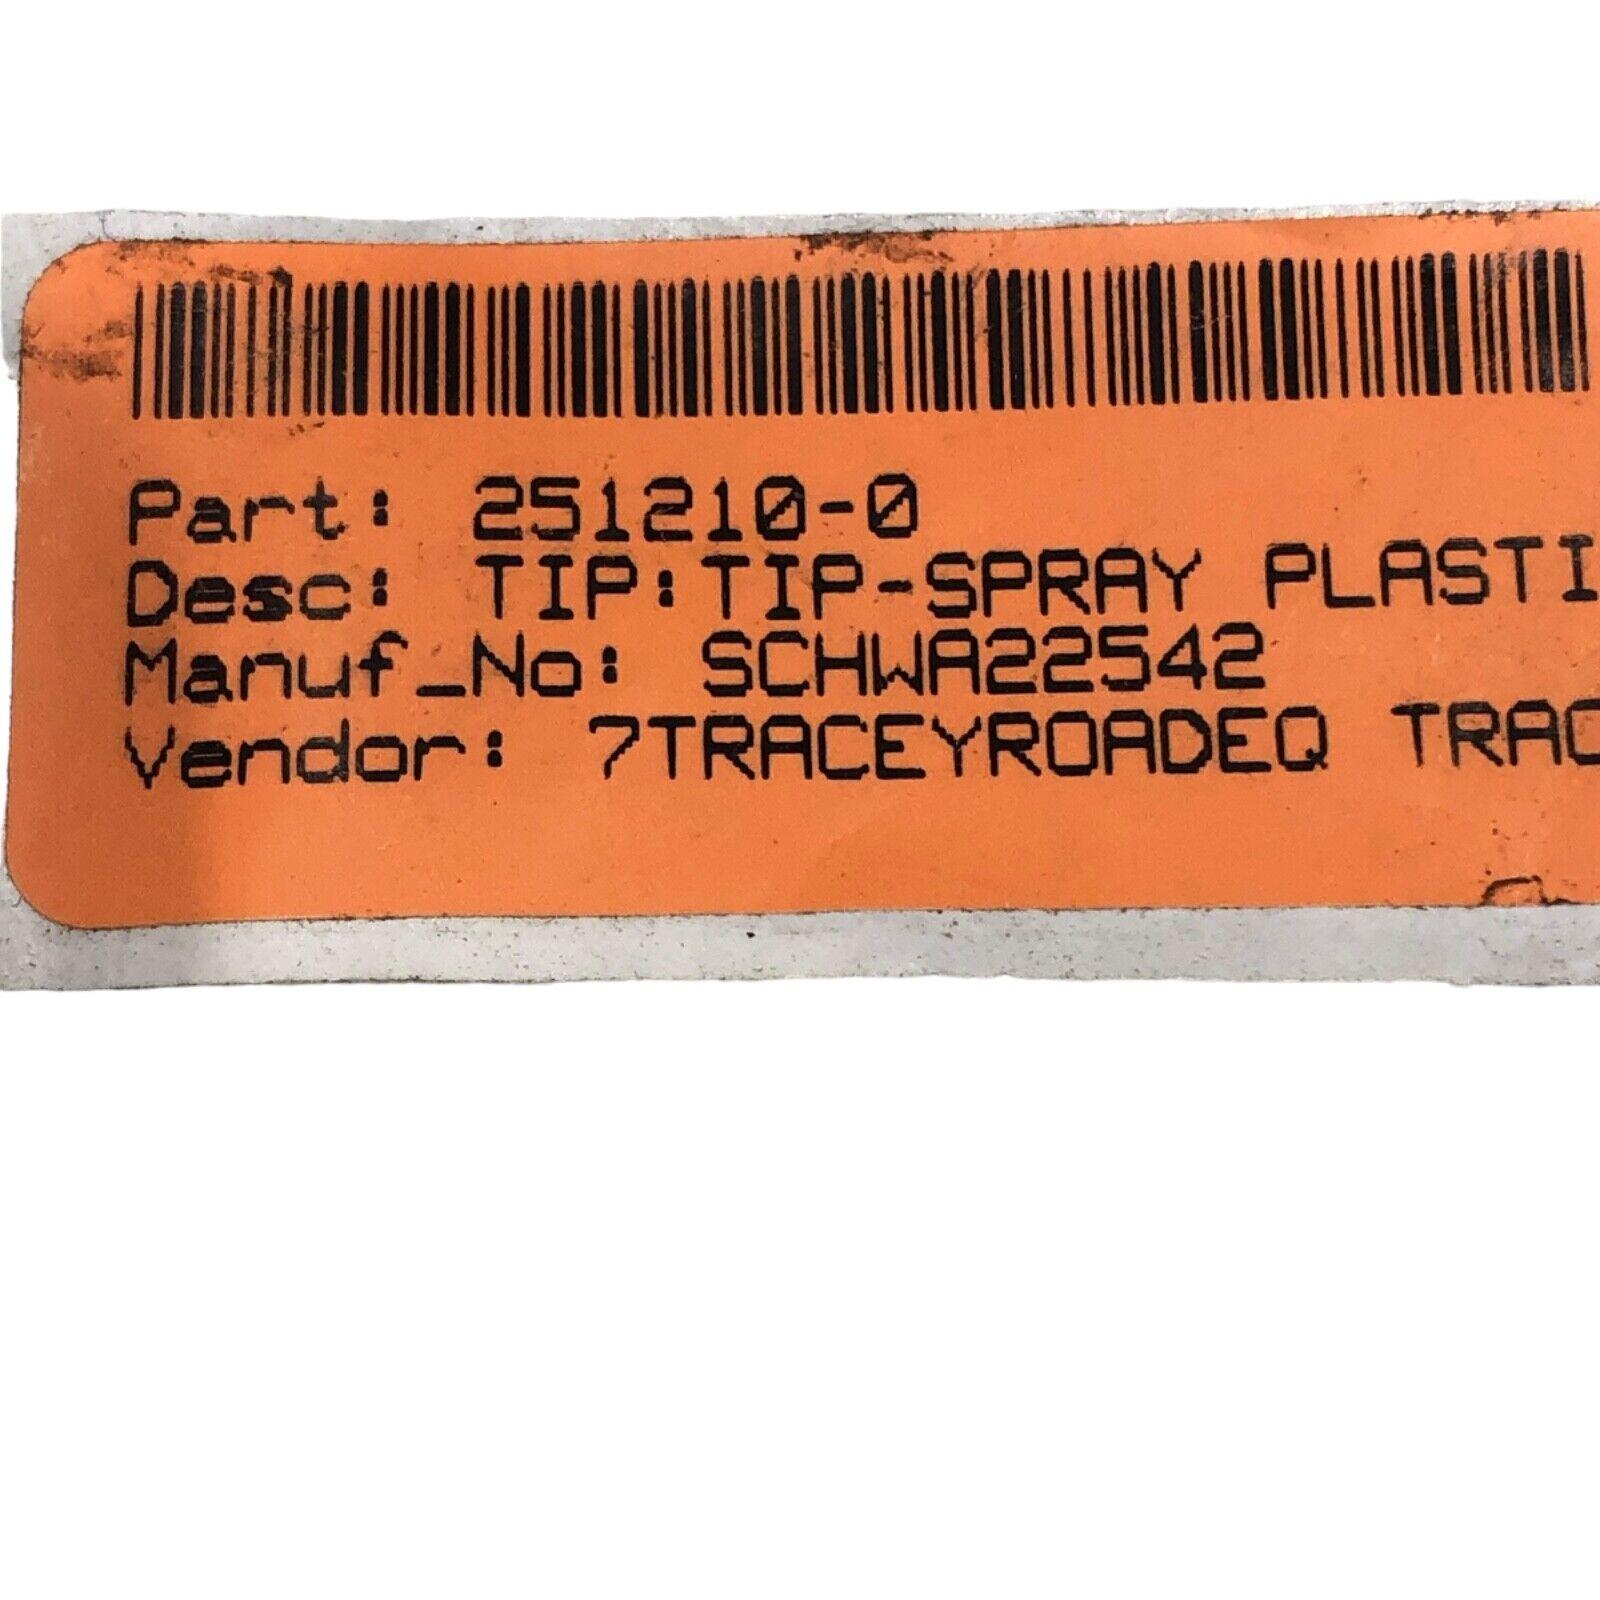 Part: 251210-0
Desc: TIP:TIP-SPRAY PLASTI
Manuf_No: SCHWA22542
Vendor: 7TRACEYROADEQ TRAC